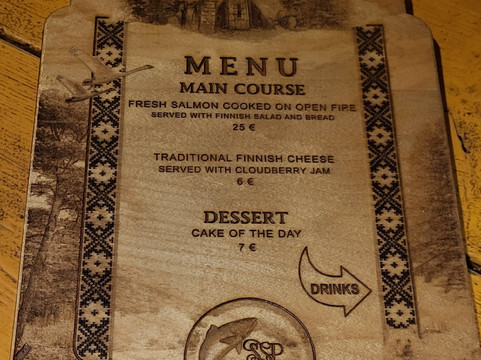 MENU
MAIN COURSE
FRESH SALMON COOKED ON OPEN FIRE
SERVED WITH FINNISH SALAD AND BREAD
25 €
TRADITIONAL FINNISH CHEESE
SERVED WITH CLOUDBERRY JAM
6 €
DESSERT
CAKE OF THE DAY
7 €
DRINKS